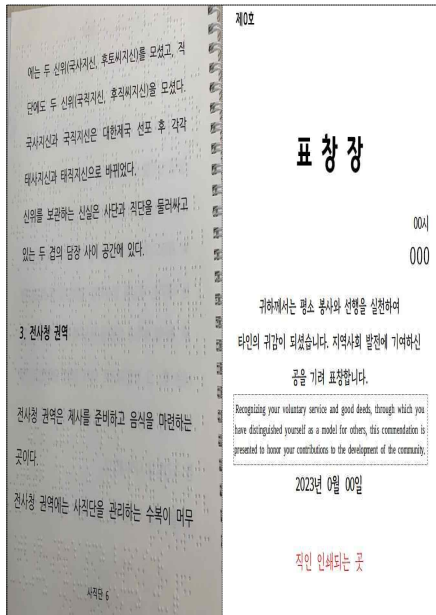 에는 두 신위(국사지신, 후토씨지신)를 모셨고, 직
단에도 두 신위(국직지신, 후직씨지신)을 모셨다.
국사지신과 국직지신은 대한제국 선포 후 각각
태사지신과 태직지신으로 바뀌었다.
신위를 보관하는 신실은 사단과 직단을 둘러싸고
있는 두 겹의 담장 사이 공간에 있다.
3. 전사청 권역
전사청 권역은 제사를 준비하고 음식을 마련하는
곳이다.
전사청 권역에는 사직단을 관리하는 수복이 머무
사직단 6
제0호
표 창 장
00시
000
귀하께서는 평소 봉사와 선행을 실천하여
타인의 귀감이 되셨습니다. 지역사회 발전에 기여하신
공을 기려 표창합니다.
Recognizing your voluntary service and good deeds, through which you
have distinguished yourself as a model for others, this commendation is
presented to honor your contributions to the development of the community.
2023년 0월 00일
직인 인쇄되는 곳